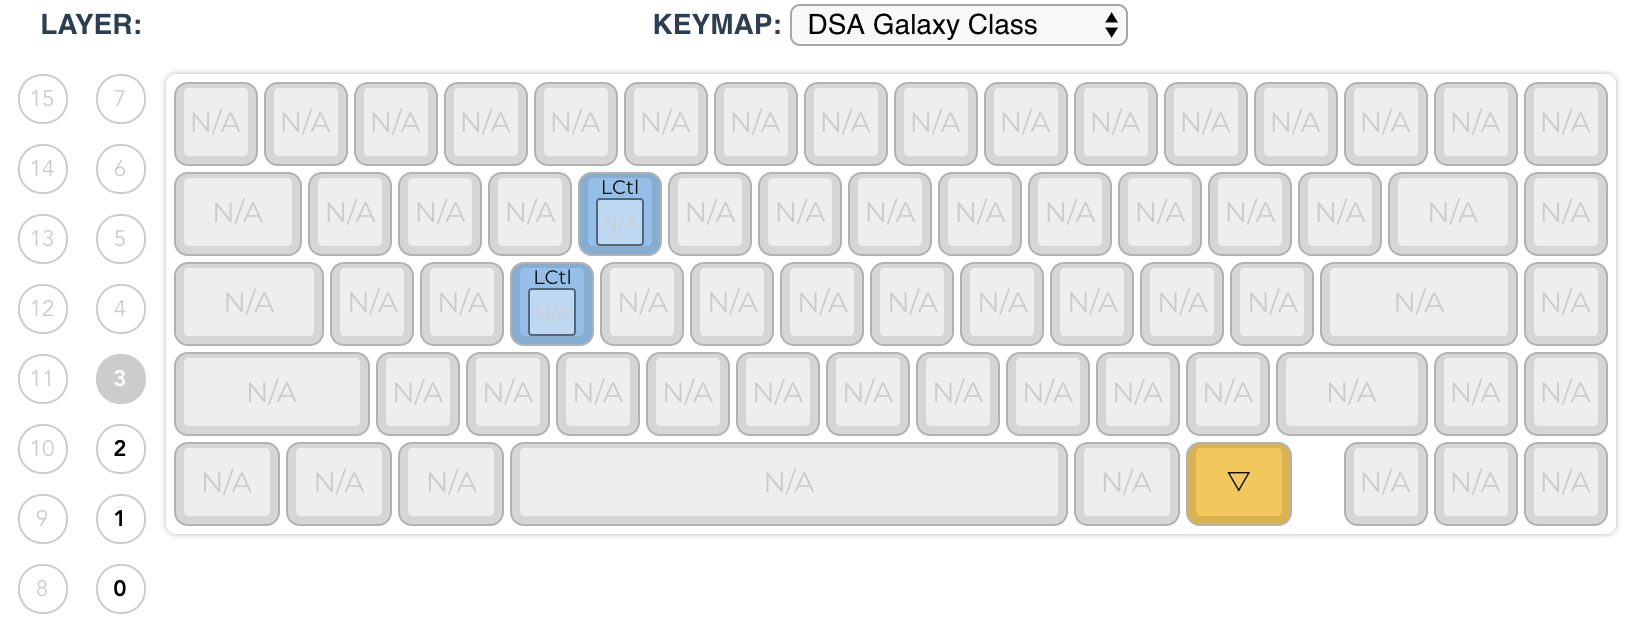 LAYER: KEYMAP: DSA Galaxy Class
15 7 N/A N/A N/A N/A N/A N/A N/A N/A N/A N/A N/A N/A N/A N/A N/A N/A
14 6 N/A N/A N/A N/A LCtl N/A N/A N/A N/A N/A N/A N/A N/A N/A N/A N/A
13 5
12 4 N/A N/A N/A LCtl N/A N/A N/A N/A N/A N/A N/A N/A N/A N/A N/A
11 3 N/A N/A N/A N/A N/A N/A N/A N/A N/A N/A N/A N/A N/A N/A
10 2 N/A N/A N/A N/A N/A ▽ N/A N/A N/A
9 1
8 0